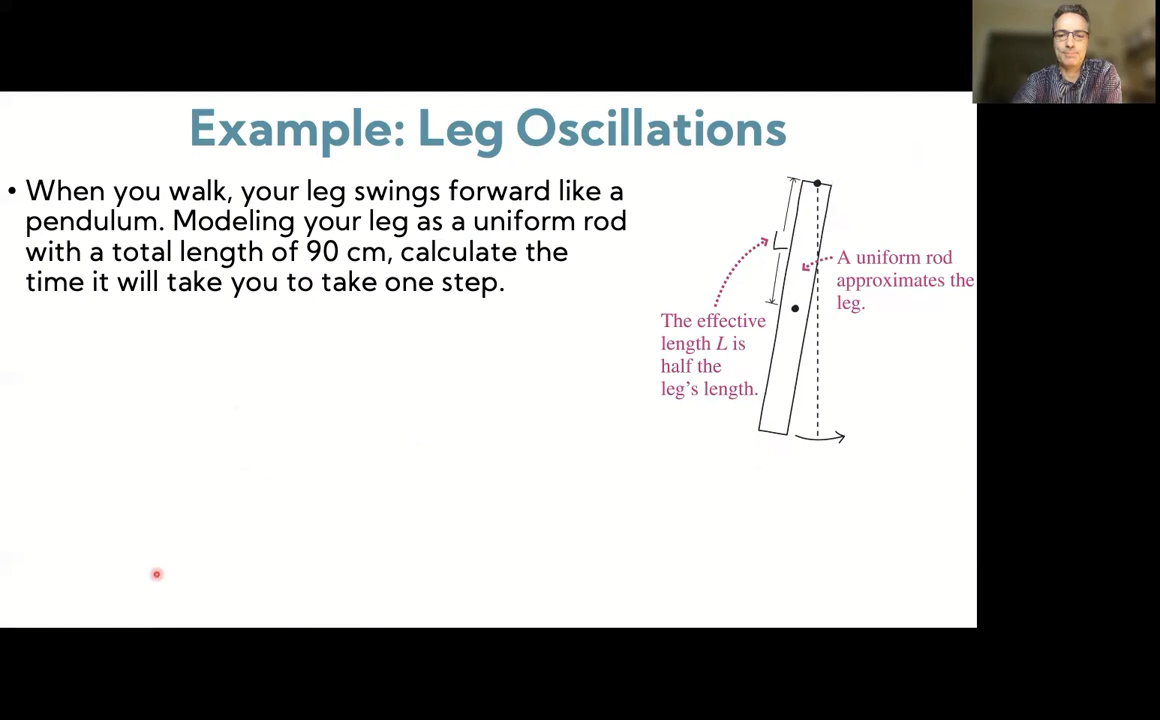 Example: Leg Oscillations
• When you walk, your leg swings forward like a
pendulum. Modeling your leg as a uniform rod
with a total length of 90 cm, calculate the
time it will take you to take one step.
L
A uniform rod
approximates the
leg.
The effective
length L is
half the
leg's length.